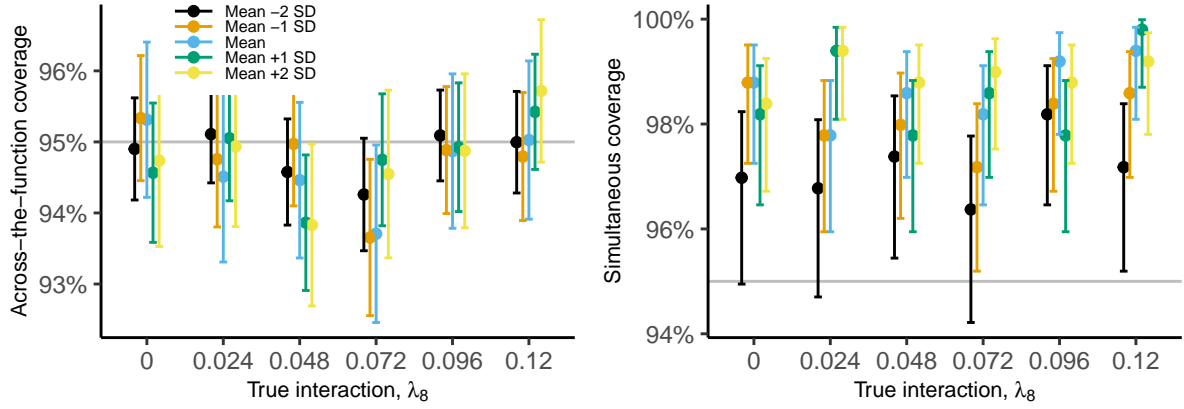 Mean −2 SD
Mean −1 SD
Mean
Mean +1 SD
Mean +2 SD
Across−the−function coverage
96%
95%
94%
93%
0 0.024 0.048 0.072 0.096 0.12
True interaction, λ8
Simultaneous coverage
100%
98%
96%
94%
0 0.024 0.048 0.072 0.096 0.12
True interaction, λ8